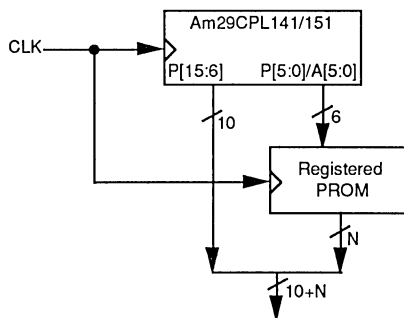 Am29CPL141/151
CLK
P[15:6] P[5:0]/A[5:0]
10
6
Registered
PROM
N
10+N